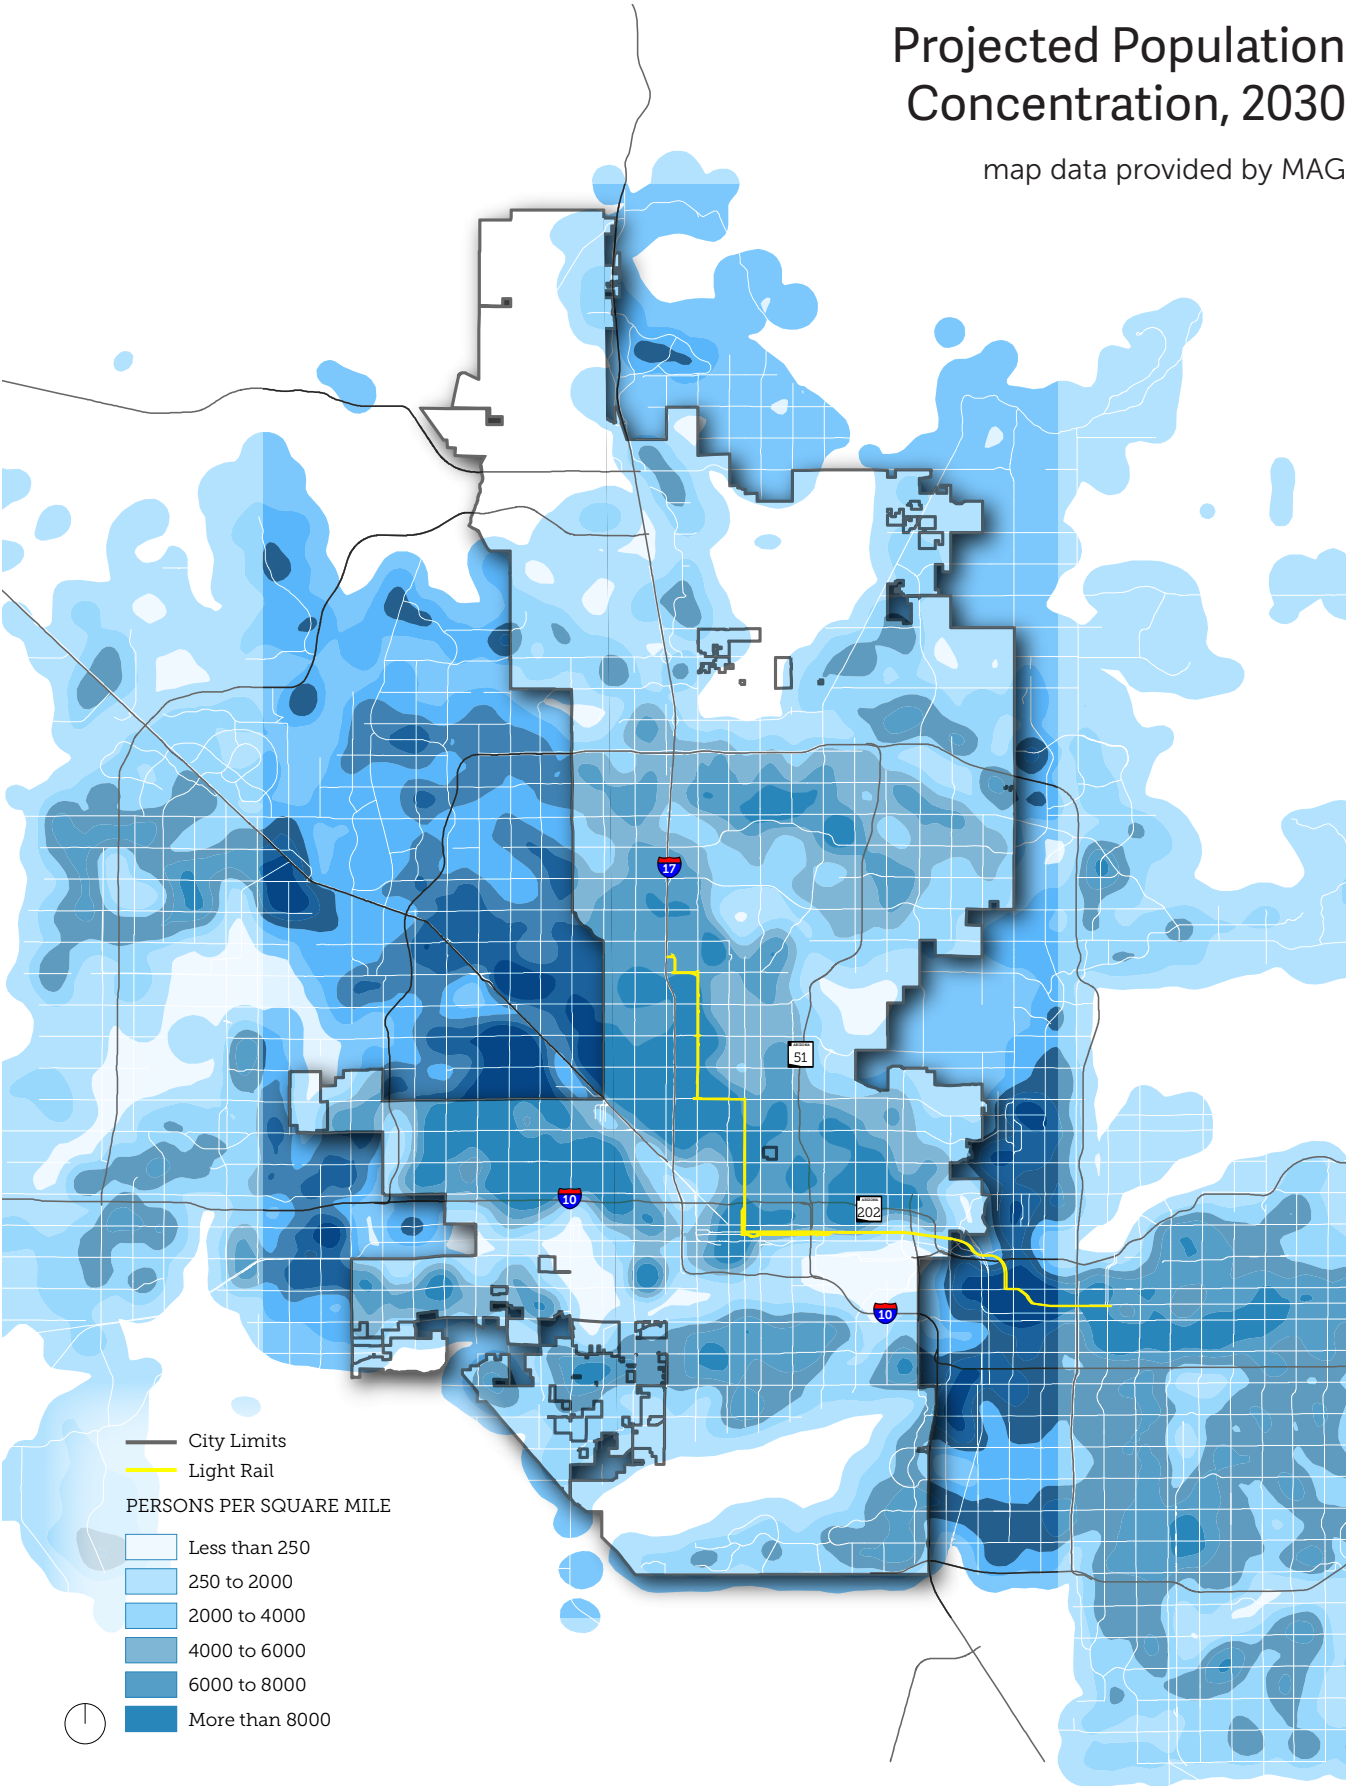 Projected Population
Concentration, 2030
map data provided by MAG
17
ARIZONA
51
10
ARIZONA
202
10
City Limits
Light Rail
PERSONS PER SQUARE MILE
Less than 250
250 to 2000
2000 to 4000
4000 to 6000
6000 to 8000
More than 8000